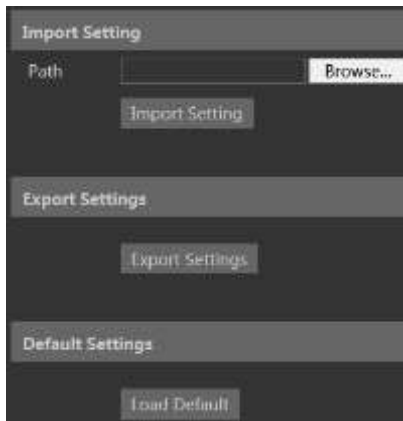 Import Setting
Path Browse...
Import Setting
Export Settings
Export Settings
Default Settings
Load Default